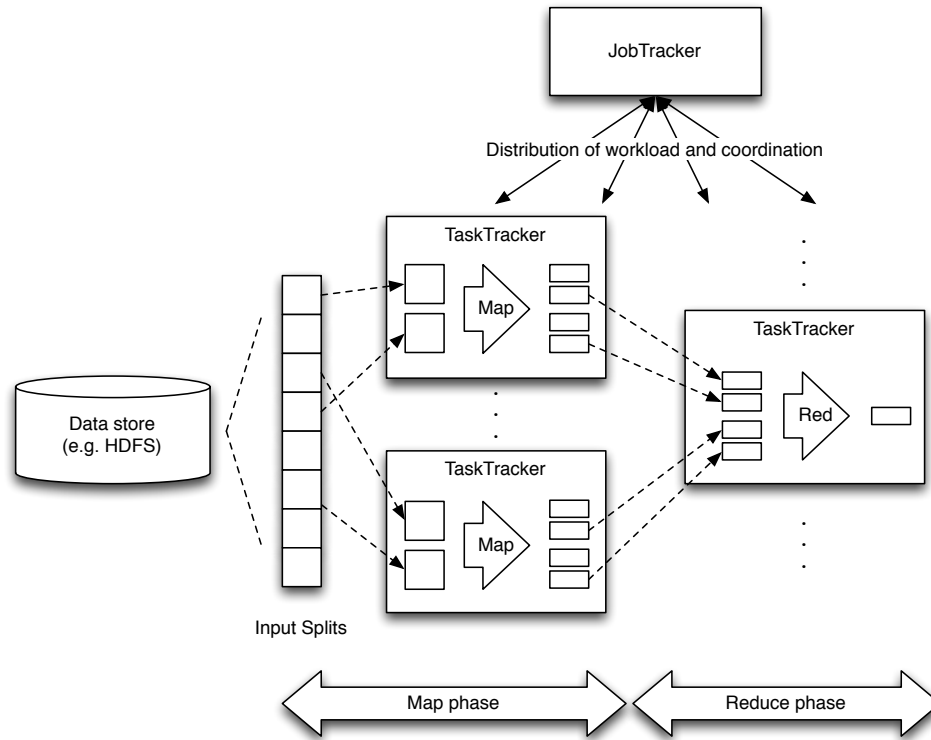 JobTracker
Distribution of workload and coordination
TaskTracker
Map
TaskTracker
Red
Data store
(e.g. HDFS)
TaskTracker
Map
Input Splits
Map phase
Reduce phase